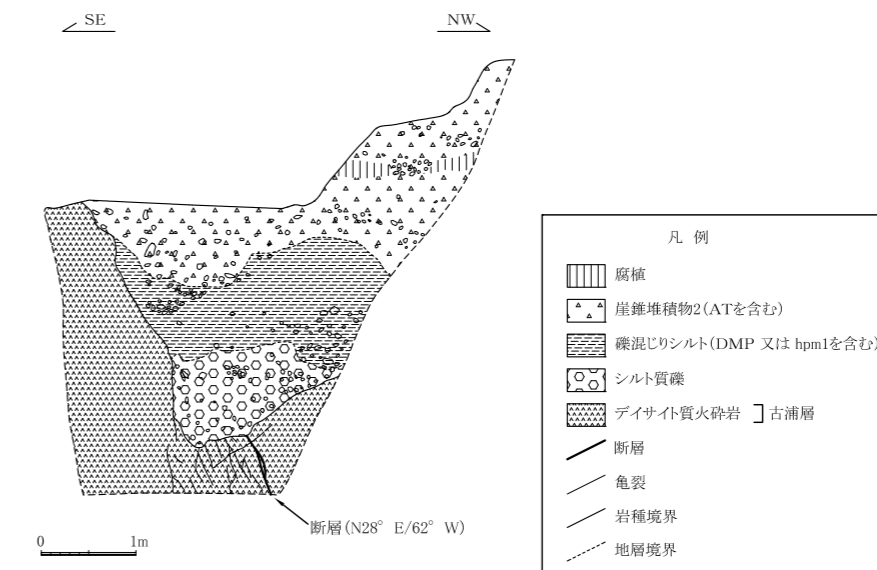 SE
NW
断層(N28° E/62° W)
0 1m
凡 例
腐植
崖錐堆積物2(ATを含む)
礫混じりシルト(DMP 又は hpm1を含む)
シルト質礫
デイサイト質火砕岩 古浦層
断層
亀裂
岩種境界
地層境界